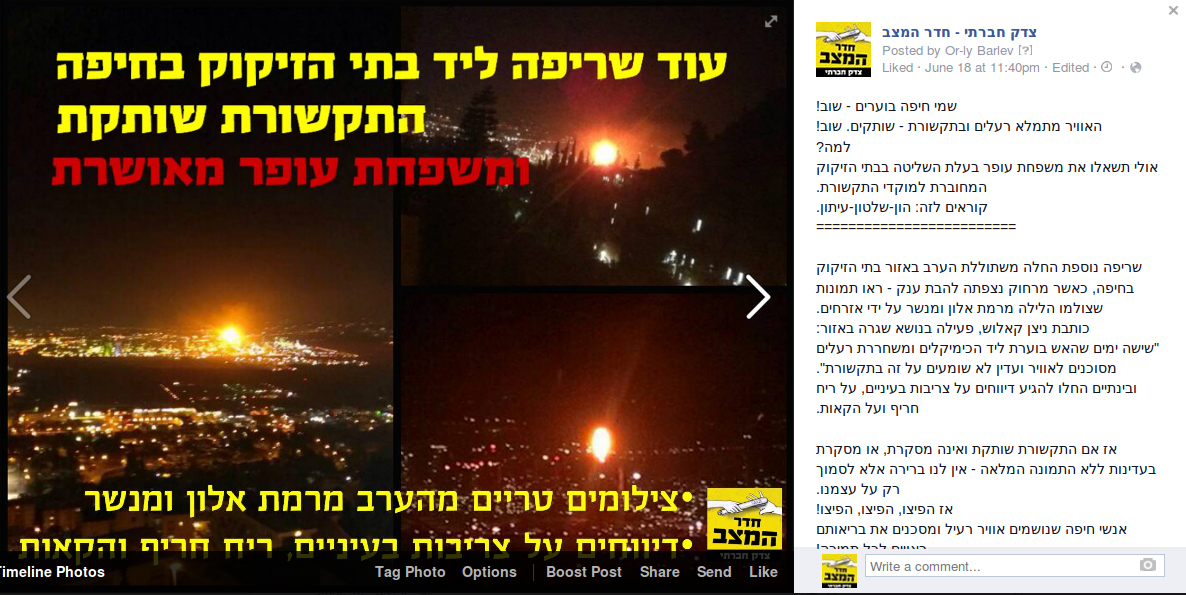 עוד שריפה ליד בתי הזיקוק בחיפה
התקשורת שותקת
ומשפחת עופר מאושרת
•צילומים טריים מהערב מרמת אלון ומנשר
•דיווחים על צריבות בעיניים, ריח חריף והקאות
חדר
המצב
צדק חברתי
Timeline Photos
Tag Photo
Options
Boost Post
Share
Send
Like
חדר
המצב
צדק חברתי
צדק חברתי - חדר המצב
Posted by Or-ly Barlev [?]
Liked · June 18 at 11:40pm · Edited ·
שמי חיפה בוערים - שוב!
האוויר מתמלא רעלים ובתקשורת - שותקים. שוב!
למה?
אולי תשאלו את משפחת עופר בעלת השליטה בבתי הזיקוק
המחוברת למוקדי התקשורת.
קוראים לזה: הון-שלטון-עיתון.
=========================
שריפה נוספת החלה משתוללת הערב באזור בתי הזיקוק
בחיפה, כאשר מרחוק נצפתה להבת ענק - ראו תמונות
שצולמו הלילה מרמת אלון ומנשר על ידי אזרחים.
כותבת ניצן קאלוש, פעילה בנושא שגרה באזור:
"שישה ימים שהאש בוערת ליד הכימיקלים ומשחררת רעלים
מסוכנים לאוויר ועדין לא שומעים על זה בתקשורת".
ובינתיים החלו להגיע דיווחים על צריבות בעיניים, על ריח
חריף ועל הקאות.
אז אם התקשורת שותקת ואינה מסקרת, או מסקרת
בעדינות ללא התמונה המלאה - אין לנו ברירה אלא לסמוך
רק על עצמנו.
אז הפיצו, הפיצו, הפיצו!
אנשי חיפה שנושמים אוויר רעיל ומסכנים את בריאותם
חדר
המצב
Write a comment...